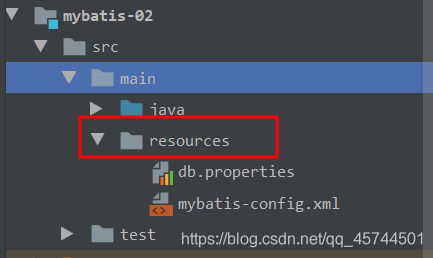 mybatis-02
src
main
java
resources
db.properties
mybatis-config.xml
test
https://blog.csdn.net/qq_45744501